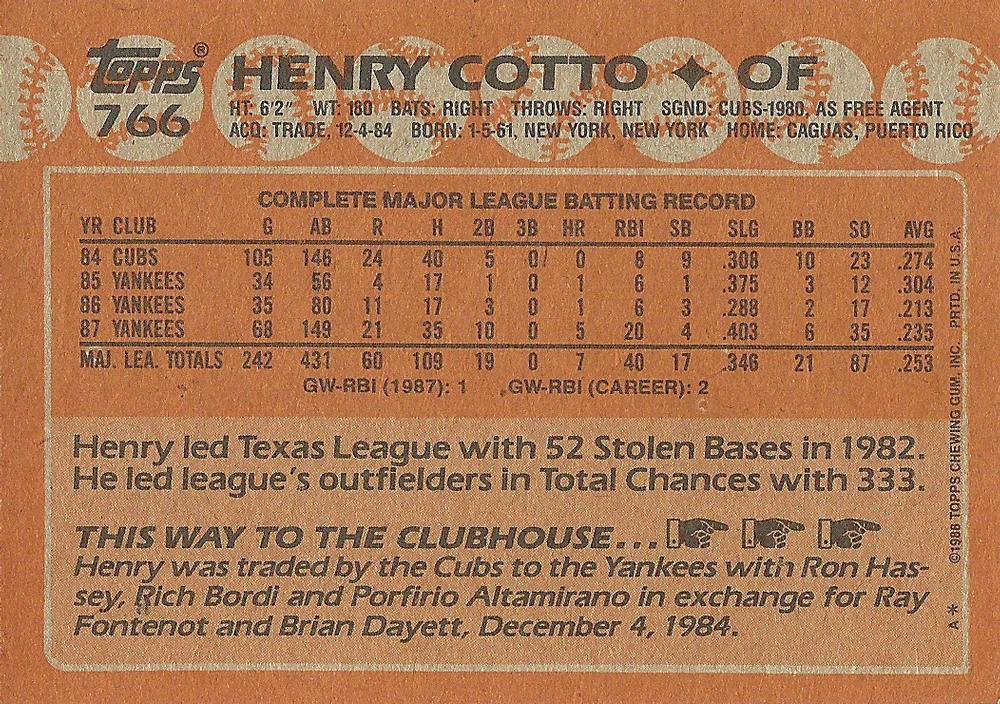 Topps®
766
HENRY COTTO ✦ OF
HT: 6'2" WT: 180 BATS: RIGHT THROWS: RIGHT SGND: CUBS-1980, AS FREE AGENT
ACQ: TRADE, 12-4-84 BORN: 1-5-61, NEW YORK, NEW YORK HOME: CAGUAS, PUERTO RICO
COMPLETE MAJOR LEAGUE BATTING RECORD
YR CLUB G AB R H 2B 3B HR RBI SB SLG BB SO AVG
84 CUBS 105 146 24 40 5 0 0 8 9 .308 10 23 .274
85 YANKEES 34 56 4 17 1 0 1 6 1 .375 3 12 .304
86 YANKEES 35 80 11 17 3 0 1 6 3 .288 2 17 .213
87 YANKEES 68 149 21 35 10 0 5 20 4 .403 6 35 .235
MAJ. LEA. TOTALS 242 431 60 109 19 0 7 40 17 .346 21 87 .253
GW-RBI (1987): 1 GW-RBI (CAREER): 2
Henry led Texas League with 52 Stolen Bases in 1982.
He led league's outfielders in Total Chances with 333.
THIS WAY TO THE CLUBHOUSE...
Henry was traded by the Cubs to the Yankees with Ron Has-
sey, Rich Bordi and Porfirio Altamirano in exchange for Ray
Fontenot and Brian Dayett, December 4, 1984.
A* ©1988 TOPPS CHEWING GUM, INC. PRTD. IN U.S.A.